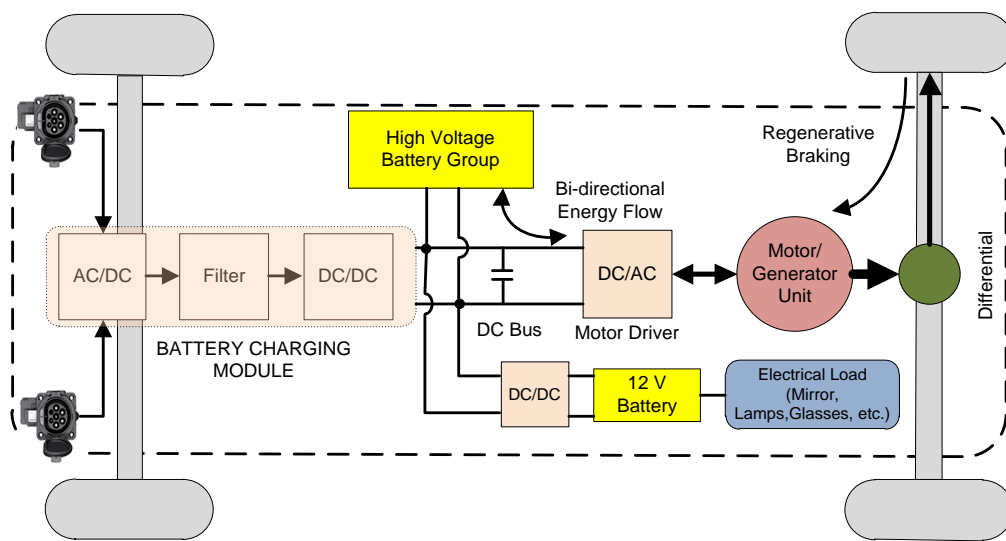 High Voltage
Battery Group
Regenerative
Braking
Bi-directional
Energy Flow
AC/DC
Filter
DC/DC
DC/AC
Motor/
Generator
Unit
Differential
DC Bus
Motor Driver
BATTERY CHARGING
MODULE
DC/DC
12 V
Battery
Electrical Load
(Mirror,
Lamps,Glasses, etc.)